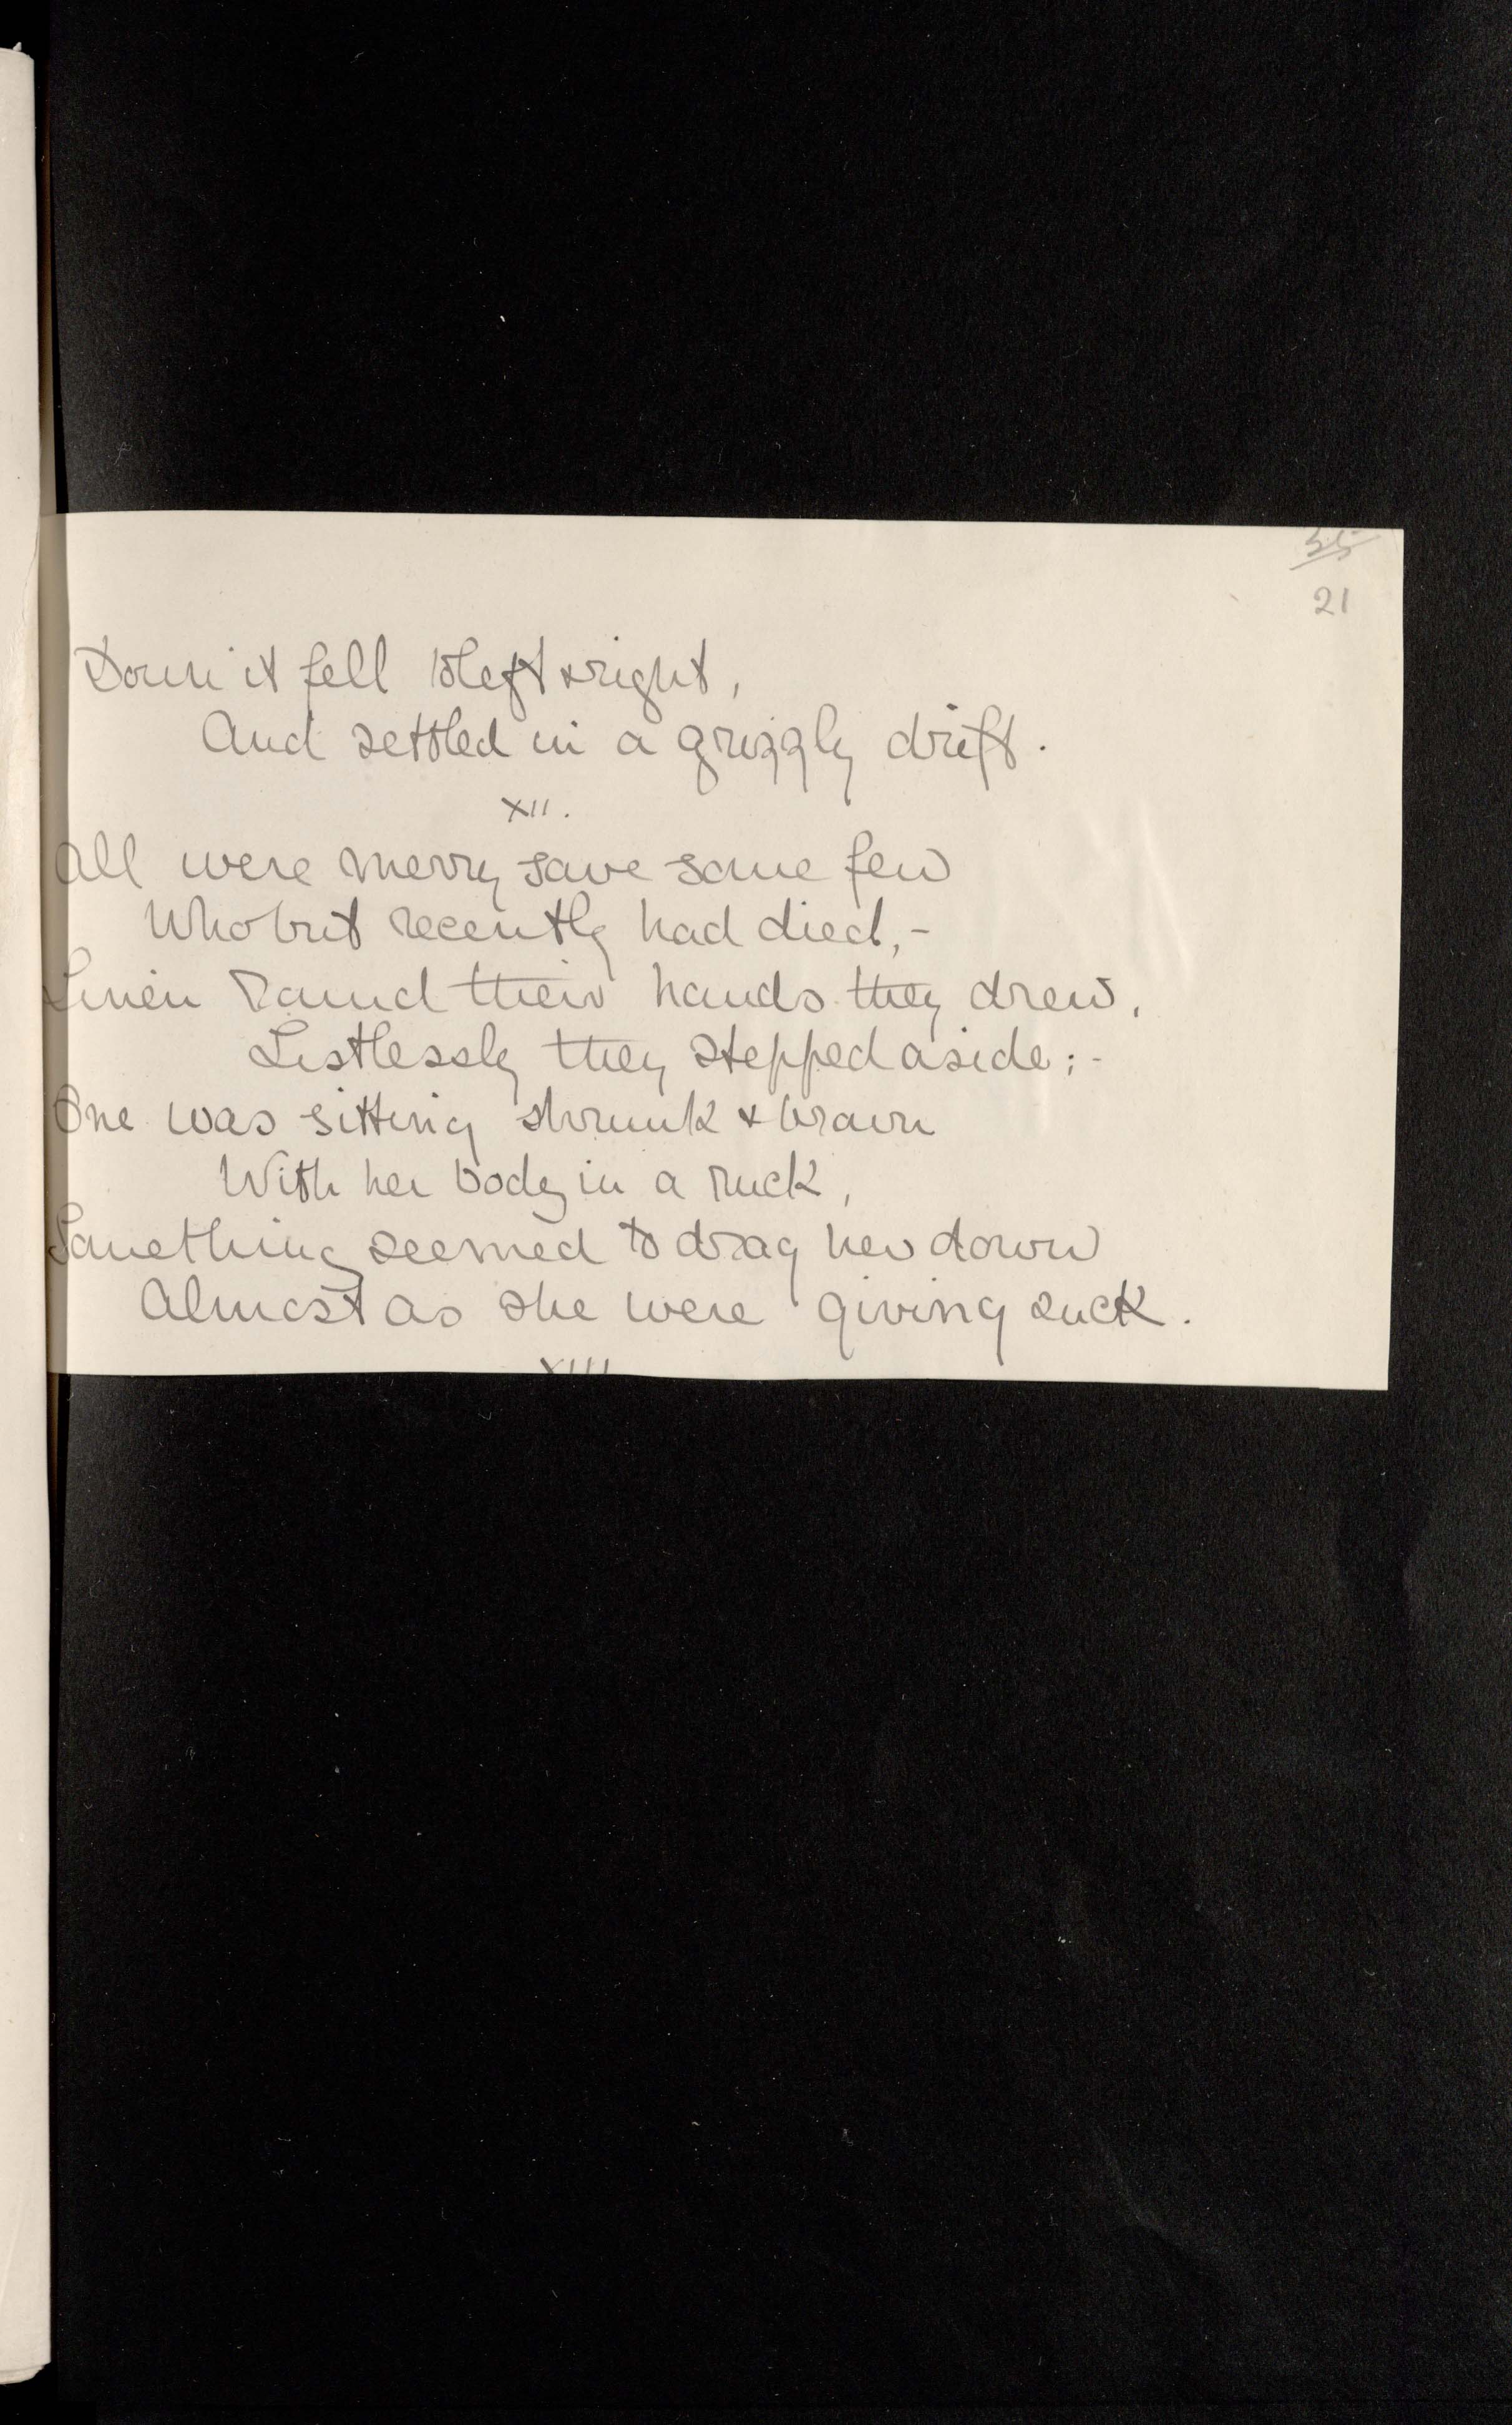 55
21
Down it fell to left & right,
And settled in a grizzly drift.
XII.
All were merry save some few
Who but recently had died,-
Linen round their hands they drew,
Listlessly they stepped aside:-
One was sitting shrunk & brown
With her body in a ruck,
Something seemed to drag her down
Almost as she were giving suck.
XIII